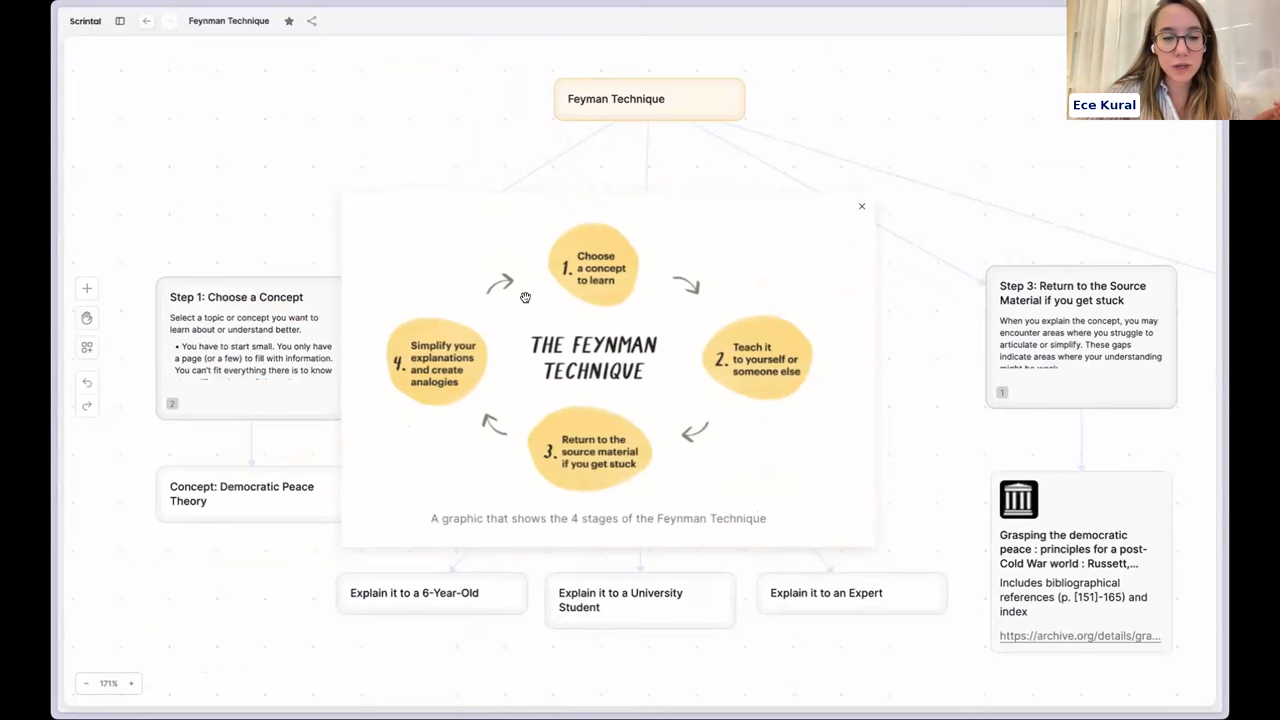 Scrintal
Feynman Technique
Ece Kural
Feyman Technique
Step 1: Choose a Concept
Select a topic or concept you want to
learn about or understand better.
• You have to start small. You only have
a page (or a few) to fill with information.
You can't fit everything there is to know
2
Concept: Democratic Peace
Theory
1. Choose
a concept
to learn
2. Teach it
to yourself or
someone else
THE FEYNMAN
TECHNIQUE
4. Simplify your
explanations
and create
analogies
3. Return to the
source material
if you get stuck
A graphic that shows the 4 stages of the Feynman Technique
Step 3: Return to the Source
Material if you get stuck
When you explain the concept, you may
encounter areas where you struggle to
articulate or simplify. These gaps
indicate areas where your understanding
1
Explain it to a 6-Year-Old
Explain it to a University
Student
Explain it to an Expert
Grasping the democratic
peace : principles for a post-
Cold War world : Russett,...
Includes bibliographical
references (p. [151]-165) and
index
https://archive.org/details/gra...
− 171% +